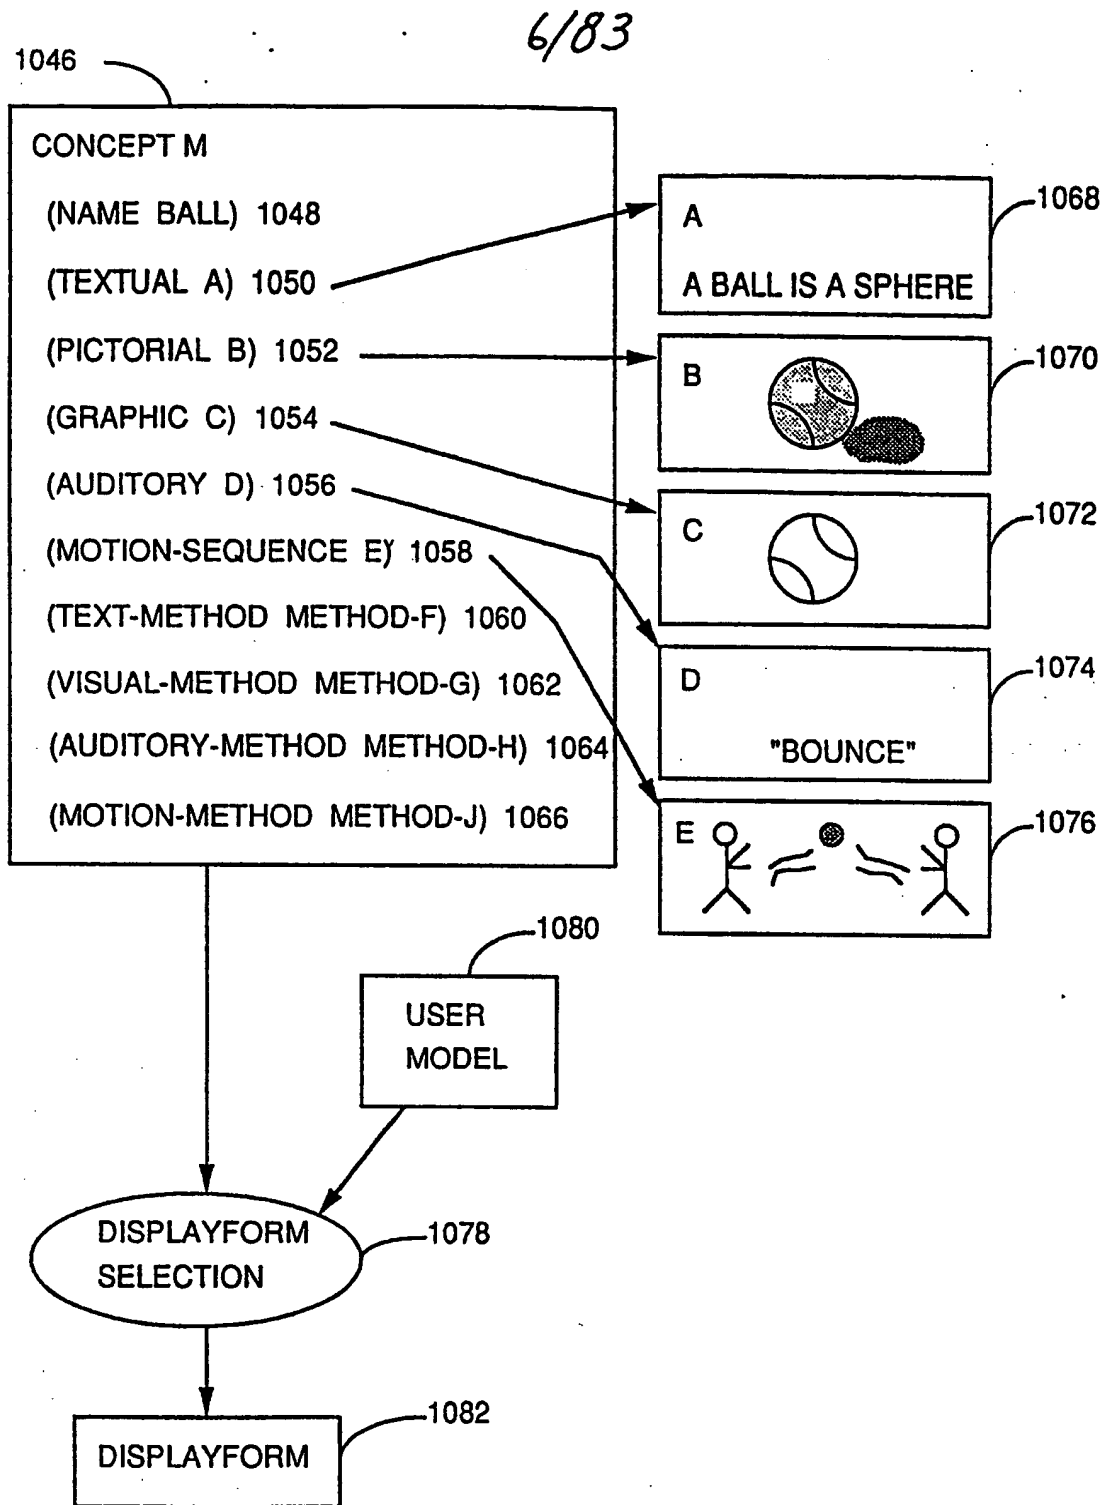 6/83
1046
CONCEPT M
(NAME BALL) 1048
(TEXTUAL A) 1050
(PICTORIAL B) 1052
(GRAPHIC C) 1054
(AUDITORY D) 1056
(MOTION-SEQUENCE E) 1058
(TEXT-METHOD METHOD-F) 1060
(VISUAL-METHOD METHOD-G) 1062
(AUDITORY-METHOD METHOD-H) 1064
(MOTION-METHOD METHOD-J) 1066
1068
A
A BALL IS A SPHERE
1070
B
1072
C
1074
D
"BOUNCE"
1076
E
1080
USER
MODEL
DISPLAYFORM
SELECTION
1078
1082
DISPLAYFORM